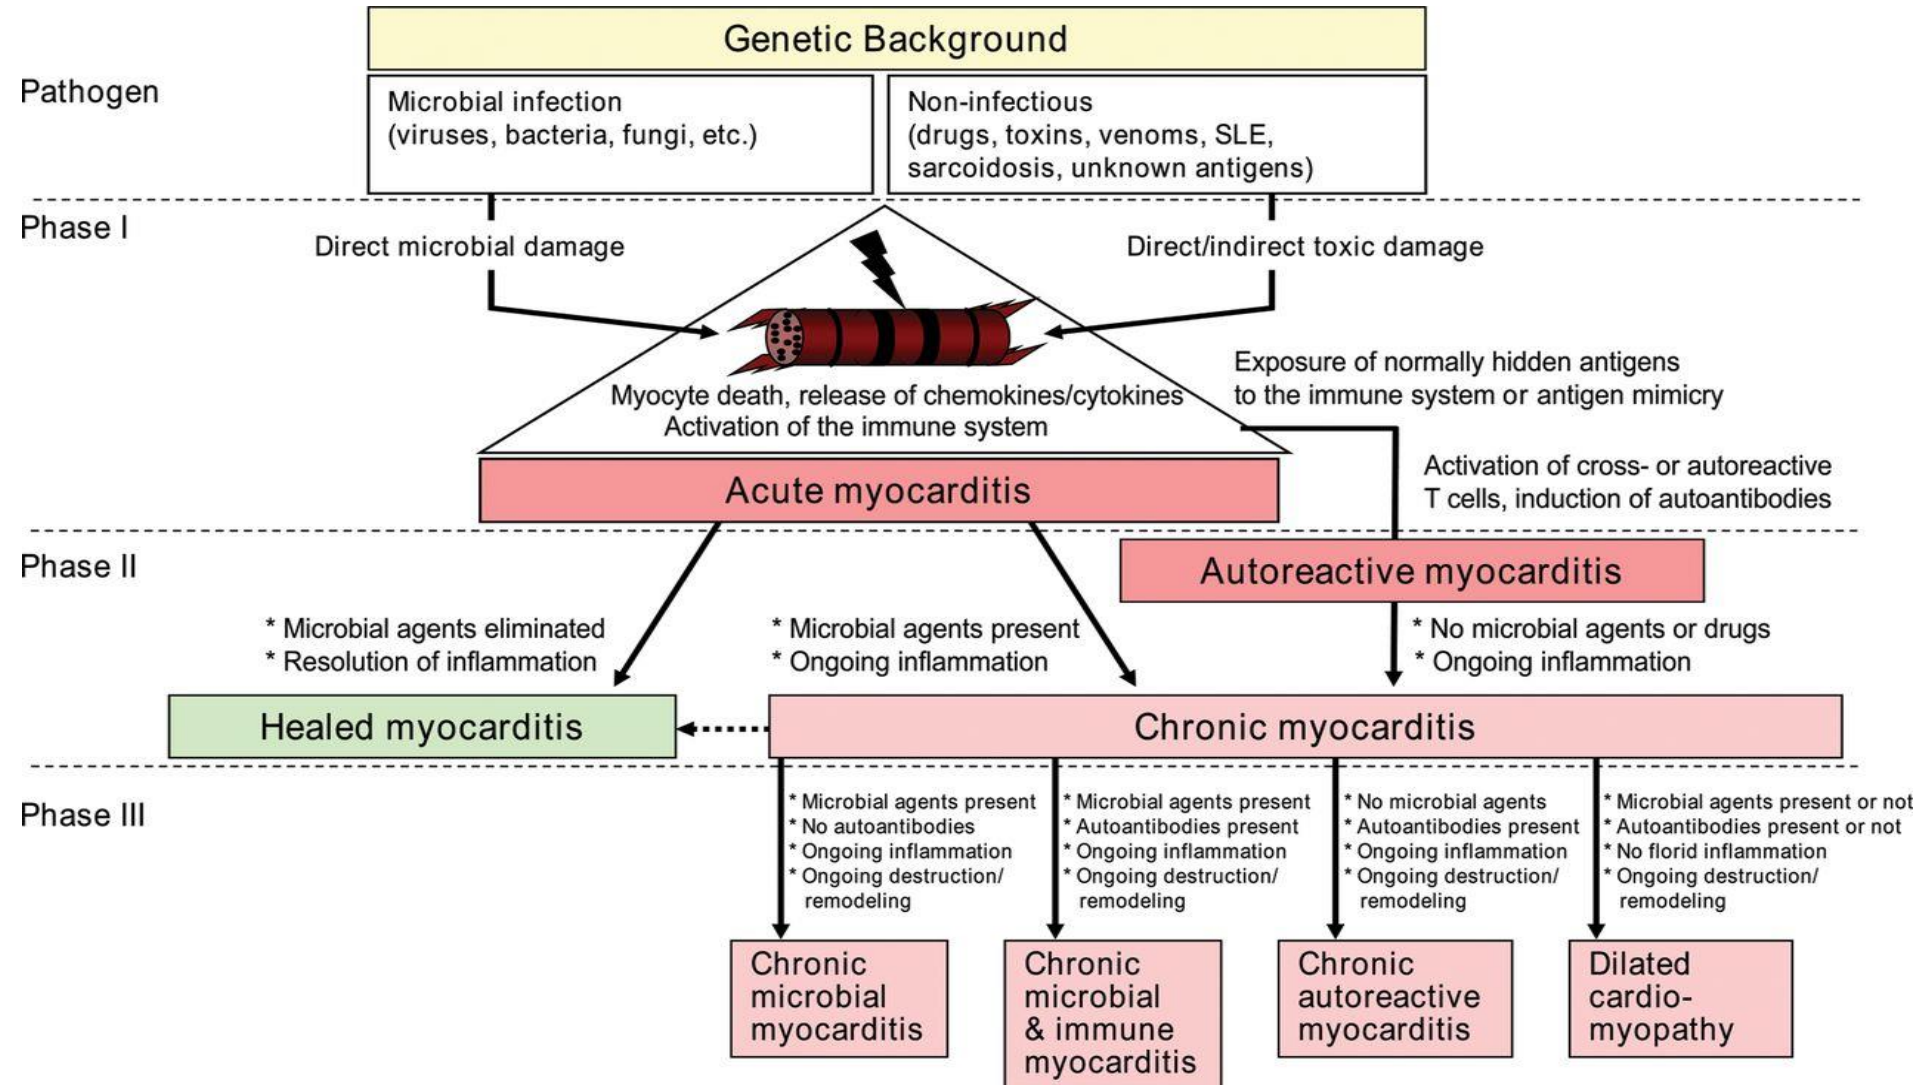 Genetic Background
Pathogen
Microbial infection
(viruses, bacteria, fungi, etc.)
Non-infectious
(drugs, toxins, venoms, SLE,
sarcoidosis, unknown antigens)
Phase I
Direct microbial damage
Direct/indirect toxic damage
Myocyte death, release of chemokines/cytokines
Activation of the immune system
Exposure of normally hidden antigens
to the immune system or antigen mimicry
Activation of cross- or autoreactive
T cells, induction of autoantibodies
Acute myocarditis
Phase II
Autoreactive myocarditis
* Microbial agents eliminated
* Resolution of inflammation
* Microbial agents present
* Ongoing inflammation
* No microbial agents or drugs
* Ongoing inflammation
Healed myocarditis
Chronic myocarditis
Phase III
* Microbial agents present
* No autoantibodies
* Ongoing inflammation
* Ongoing destruction/
remodeling
* Microbial agents present
* Autoantibodies present
* Ongoing inflammation
* Ongoing destruction/
remodeling
* No microbial agents
* Autoantibodies present
* Ongoing inflammation
* Ongoing destruction/
remodeling
* Microbial agents present or not
* Autoantibodies present or not
* No florid inflammation
* Ongoing destruction/
remodeling
Chronic
microbial
myocarditis
Chronic
microbial
& immune
myocarditis
Chronic
autoreactive
myocarditis
Dilated
cardio-
myopathy